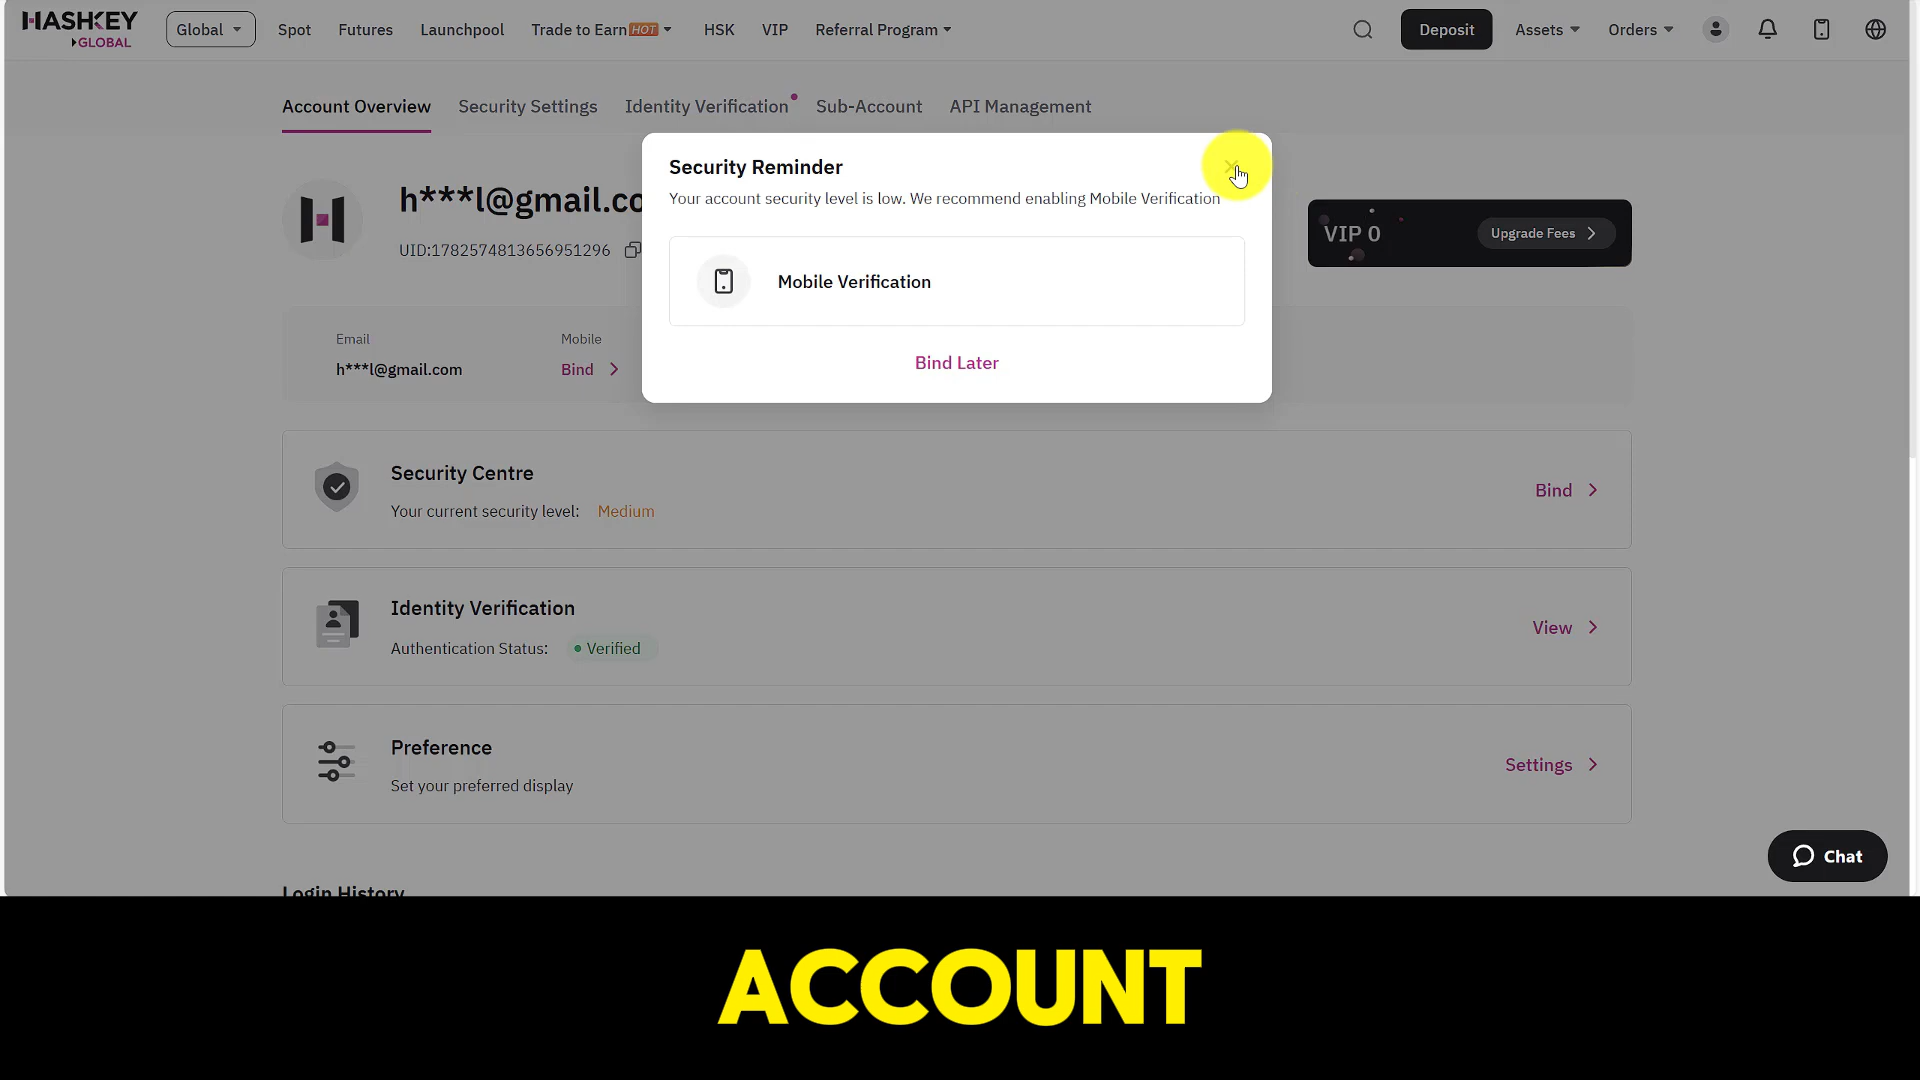 HASHKEY
GLOBAL
Global
Spot
Futures
Launchpool
Trade to Earn HOT
HSK
VIP
Referral Program
Deposit
Assets
Orders
Account Overview
Security Settings
Identity Verification
Sub-Account
API Management
Security Reminder
Your account security level is low. We recommend enabling Mobile Verification
Mobile Verification
Bind Later
h***l@gmail.co
UID:1782574813656951296
VIP 0
Upgrade Fees
Email
h***l@gmail.com
Mobile
Bind
Security Centre
Your current security level: Medium
Bind
Identity Verification
Authentication Status: Verified
View
Preference
Set your preferred display
Settings
Chat
Login History
ACCOUNT